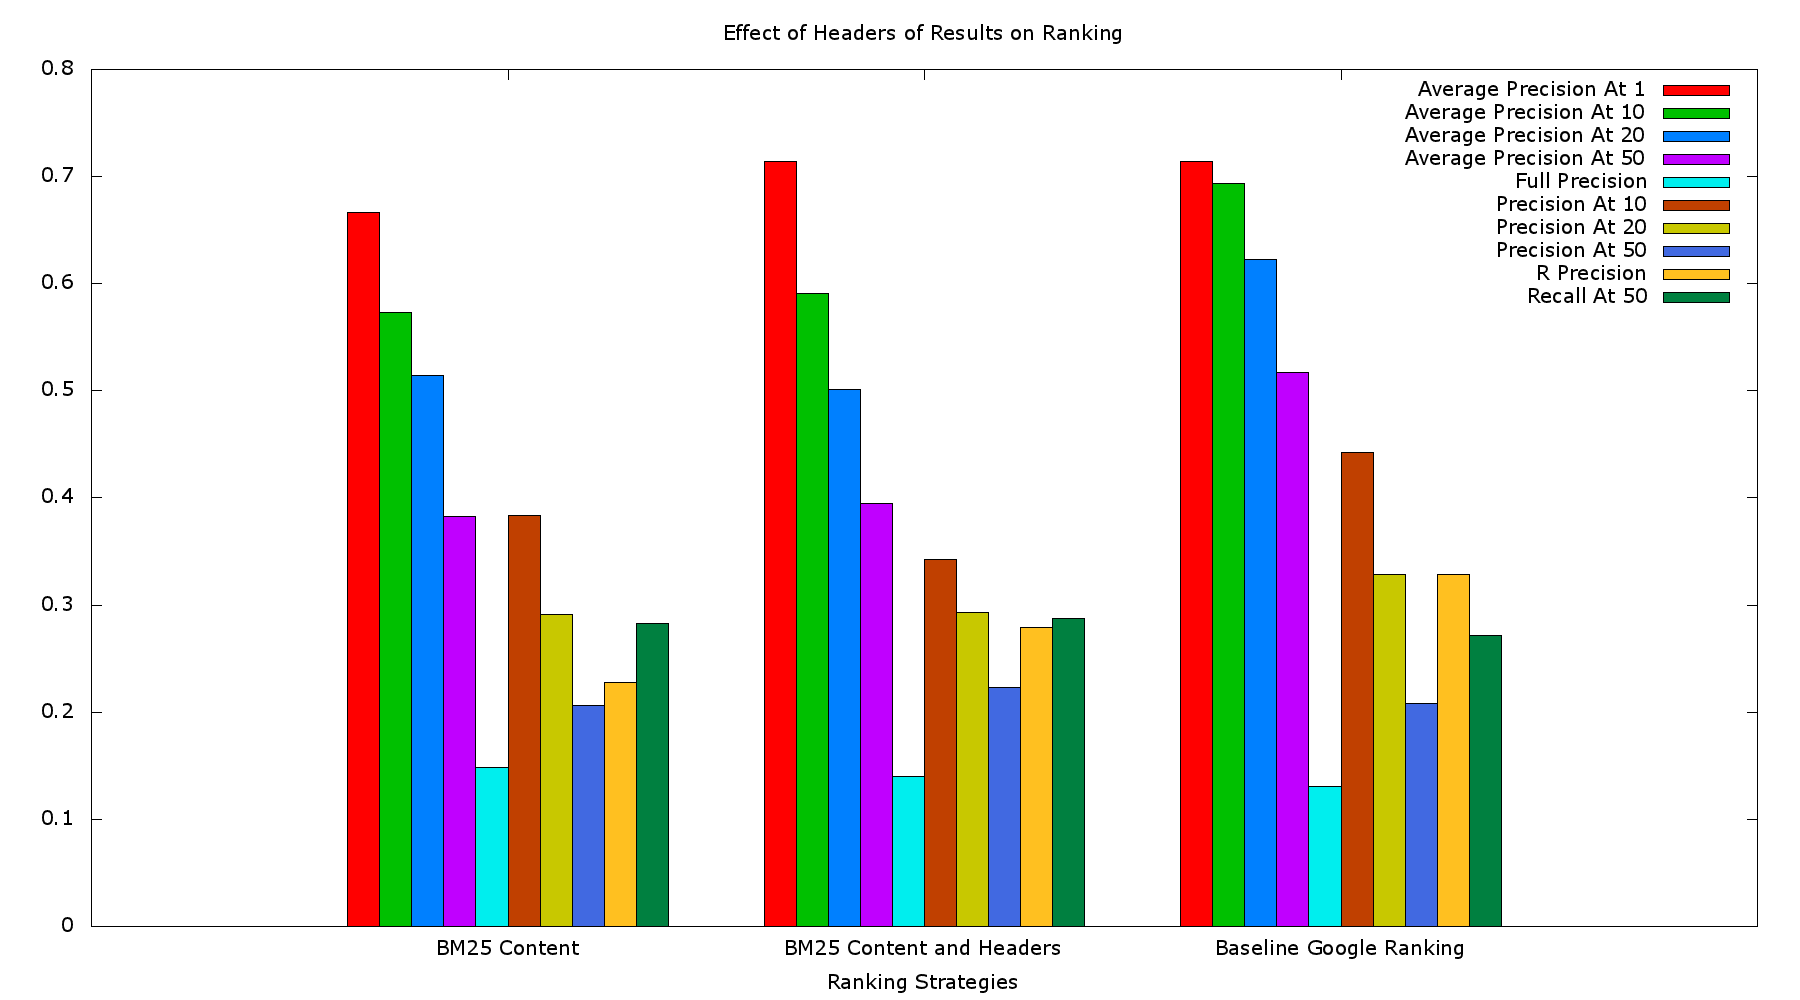 Effect of Headers of Results on Ranking
0.8
0.7
0.6
0.5
0.4
0.3
0.2
0.1
0
Average Precision At 1
Average Precision At 10
Average Precision At 20
Average Precision At 50
Full Precision
Precision At 10
Precision At 20
Precision At 50
R Precision
Recall At 50
BM25 Content
BM25 Content and Headers
Baseline Google Ranking
Ranking Strategies